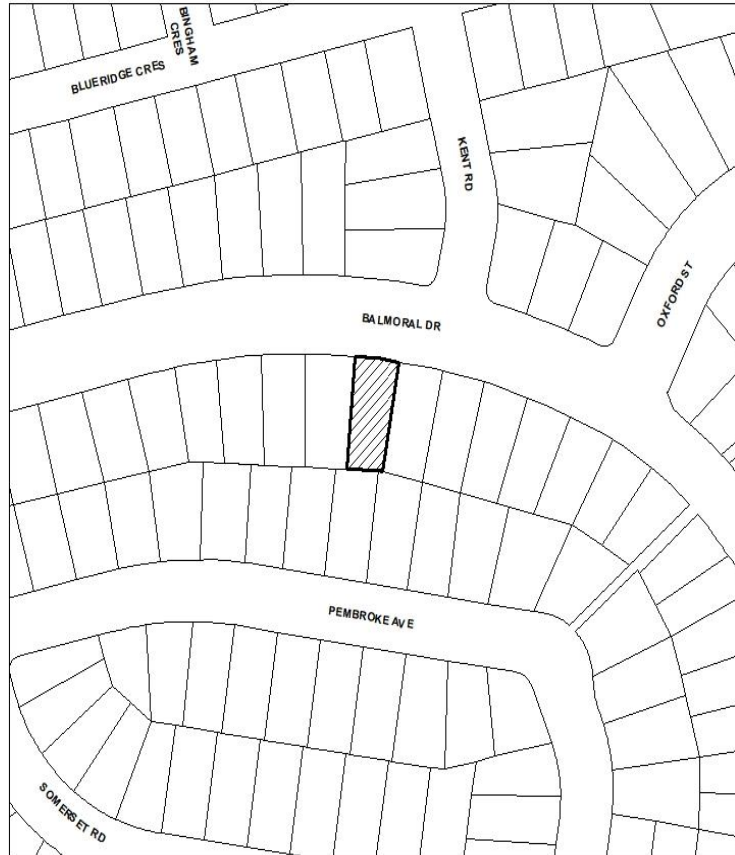 BINGHAM
CRES
BLUERIDGE CRES
KENT RD
OXFORD ST
BALMORAL DR
PEMBROKE AVE
SOMERSET RD